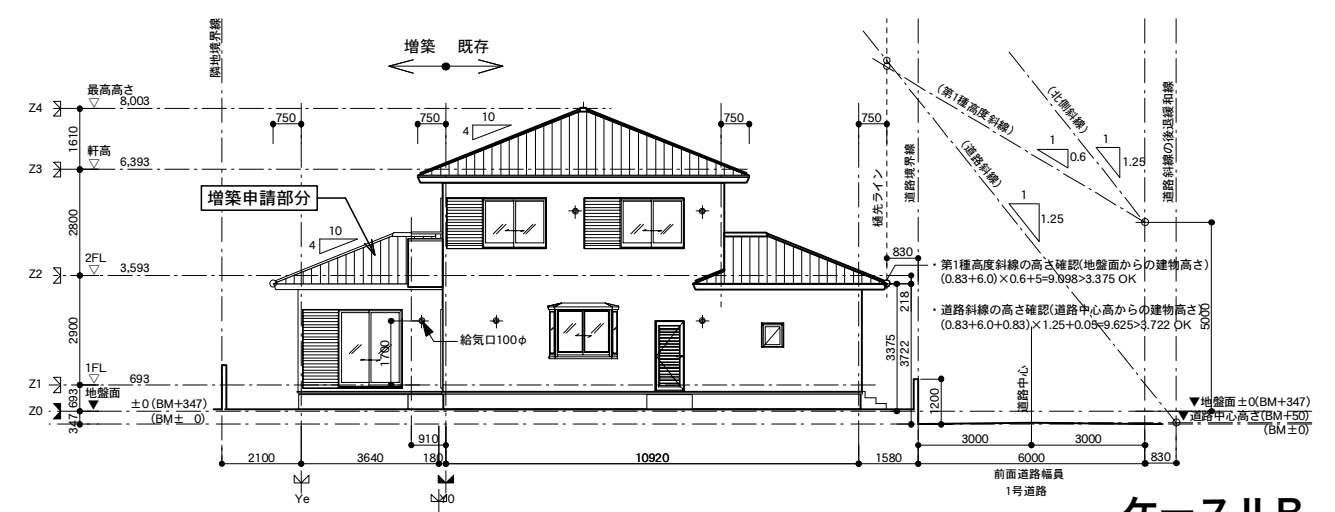 隣地境界線
増築 既存
最高高さ
Z4 8,003
750
750
10
4
750
750
1610
軒高
Z3 6,393
増築申請部分
10
4
2800
2FL
Z2 3,593
2900
給気口100φ
1700
1FL
Z1 693
地盤面
Z0 ±0(BM+347)
(BM± 0)
693
347
樋先ライン
道路境界線
(第1種高度斜線)
(北側斜線)
(道路斜線)
道路斜線の後退緩和線
1
0.6
1
1.25
1
1.25
830
・第1種高度斜線の高さ確認(地盤面からの建物高さ)
(0.83+6.0)×0.6+5=9.098>3.375 OK
・道路斜線の高さ確認(道路中心高からの建物高さ)
(0.83+6.0+0.83)×1.25+0.05=9.625>3.722 OK
218
3375
3722
5000
1200
道路中心
▼地盤面±0(BM+347)
▼道路中心高さ(BM+50)
(BM±0)
910
3000
3000
2100
3640
180
10920
1580
6000
830
前面道路幅員
1号道路
Ye
ケースII B